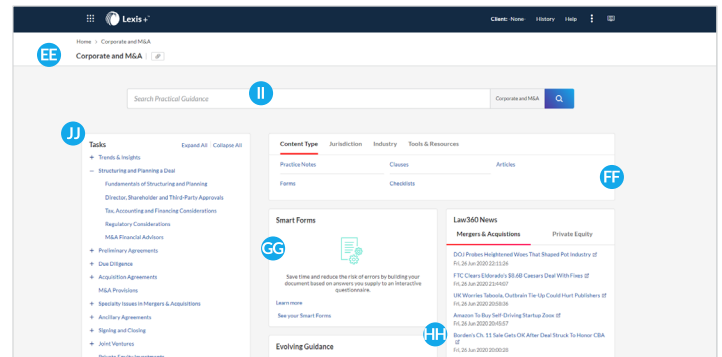 Lexis+
Client: -None- History Help
Home > Corporate and M&A
EE
Corporate and M&A
Search Practical Guidance
II
Corporate and M&A
JJ
Tasks
Expand All Collapse All
+ Trends & Insights
– Structuring and Planning a Deal
Fundamentals of Structuring and Planning
Director, Shareholder and Third-Party Approvals
Tax, Accounting and Financing Considerations
Regulatory Considerations
M&A Financial Advisors
+ Preliminary Agreements
+ Due Diligence
+ Acquisition Agreements
M&A Provisions
+ Specialty Issues in Mergers & Acquisitions
+ Ancillary Agreements
+ Signing and Closing
+ Joint Ventures
Private Equity Investments
Content Type Jurisdiction Industry Tools & Resources
Practice Notes Classes Articles
Forms Checklists
FF
Smart Forms
GG
Save time and reduce the risk of errors by building your
document based on answers you supply to an interactive
questionnaire.
Learn more
See your Smart Forms
Evolving Guidance
Law360 News
Mergers & Acquistions Private Equity
DOJ Probes Heightened Woes That Shaped Pot Industry
Fri, 26 Jun 2020 22:11:26
FTC Clears Eldorado's $8.6B Caesars Deal With Fixes
Fri, 26 Jun 2020 21:49:07
UK Worries Taboola, Outbrain Tie-Up Could Hurt Publishers
Fri, 26 Jun 2020 20:58:36
Amazon To Buy Self-Driving Startup Zoox
Fri, 26 Jun 2020 20:45:57
HH
Borden's Ch. 11 Sale Gets OK After Deal Struck To Honor CBA
Fri, 26 Jun 2020 20:00:28